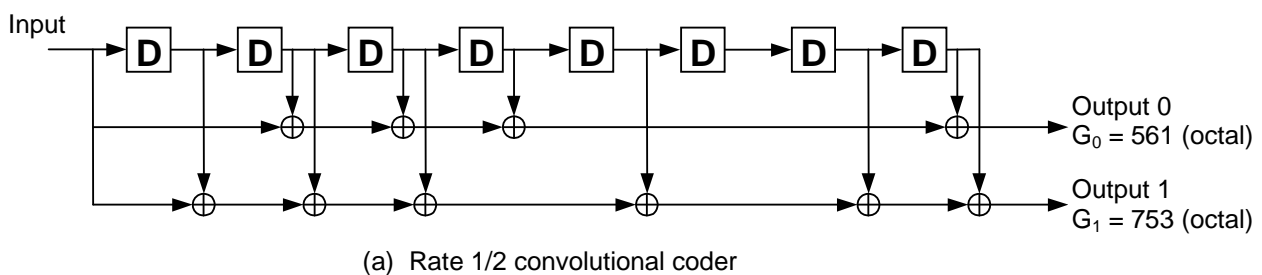 Input
D D D D D D D D
Output 0
G₀ = 561 (octal)
Output 1
G₁ = 753 (octal)
(a) Rate 1/2 convolutional coder